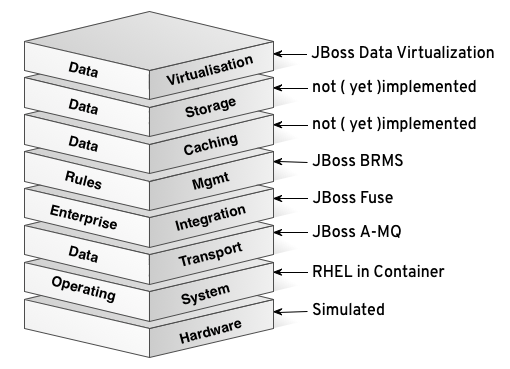 Data Virtualisation JBoss Data Virtualization
Data Storage not ( yet )implemented
Data Caching not ( yet )implemented
Rules Mgmt JBoss BRMS
Enterprise Integration JBoss Fuse
Data Transport JBoss A-MQ
Operating System RHEL in Container
Hardware Simulated